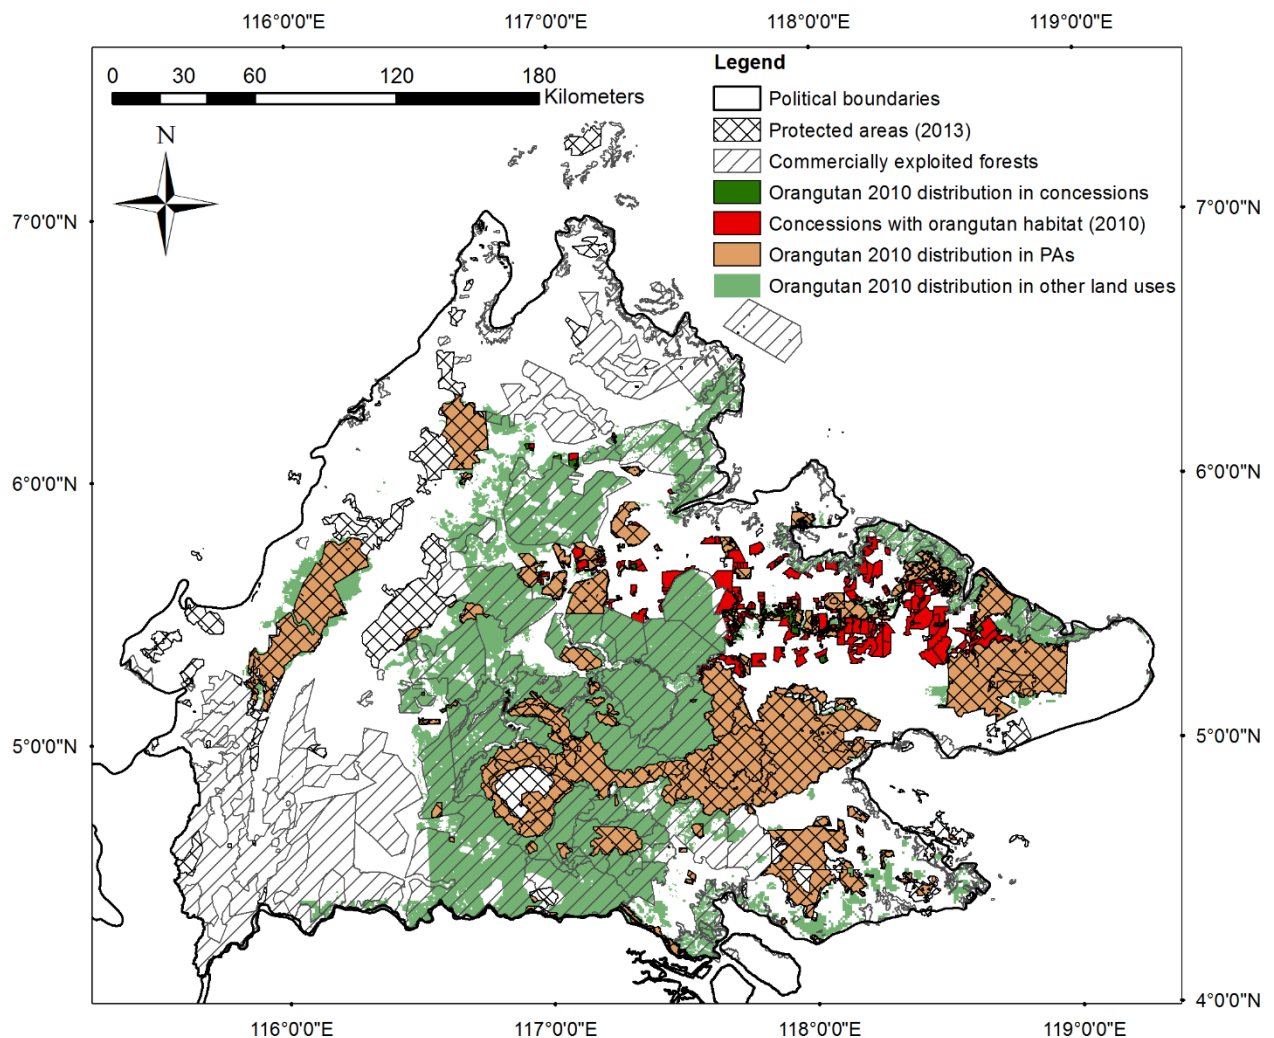 116°0'0"E 117°0'0"E 118°0'0"E 119°0'0"E
0 30 60 120 180
Kilometers
N
Legend
Political boundaries
Protected areas (2013)
Commercially exploited forests
Orangutan 2010 distribution in concessions
Concessions with orangutan habitat (2010)
Orangutan 2010 distribution in PAs
Orangutan 2010 distribution in other land uses
7°0'0"N 7°0'0"N
6°0'0"N 6°0'0"N
5°0'0"N 5°0'0"N
4°0'0"N
116°0'0"E 117°0'0"E 118°0'0"E 119°0'0"E